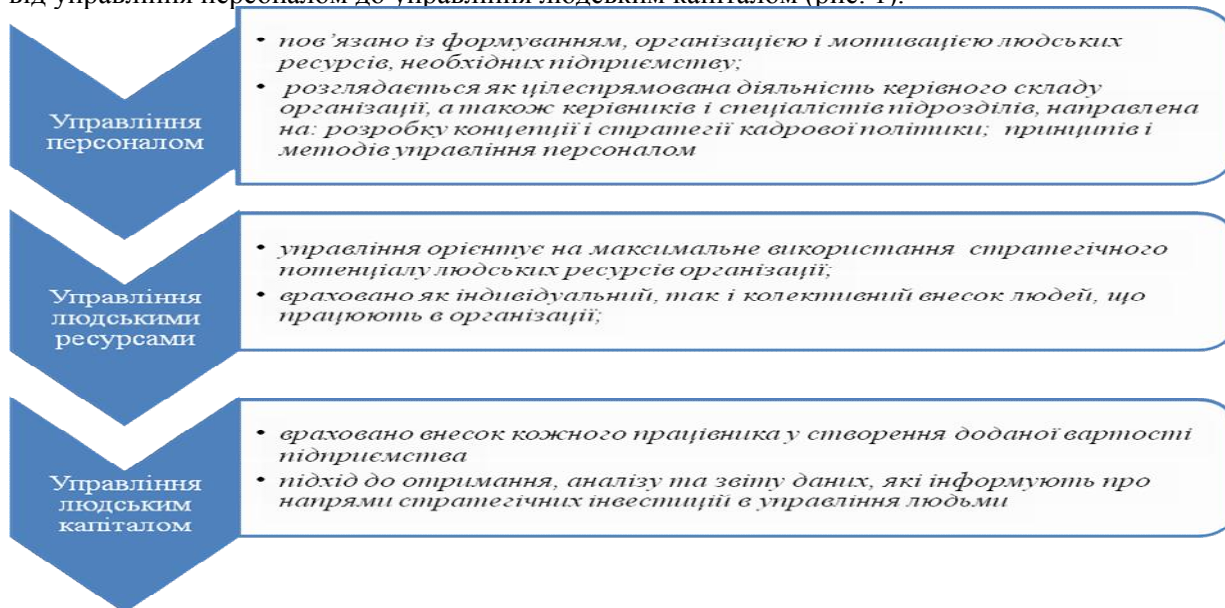 від управління персоналом до управління людським капіталом (рис. 1).
Управління
персоналом
• пов’язано із формуванням, організацією і мотивацією людських
ресурсів, необхідних підприємству;
• розглядається як цілеспрямована діяльність керівного складу
організації, а також керівників і спеціалістів підрозділів, направлена
на: розробку концепції і стратегії кадрової політики; принципів і
методів управління персоналом
Управління
людськими
ресурсами
• управління орієнтує на максимальне використання стратегічного
потенціалу людських ресурсів організації;
• враховано як індивідуальний, так і колективний внесок людей, що
працюють в організації;
Управління
людським
капіталом
• враховано внесок кожного працівника у створення доданої вартості
підприємства
• підхід до отримання, аналізу та звіту даних, які інформують про
напрями стратегічних інвестицій в управління людьми